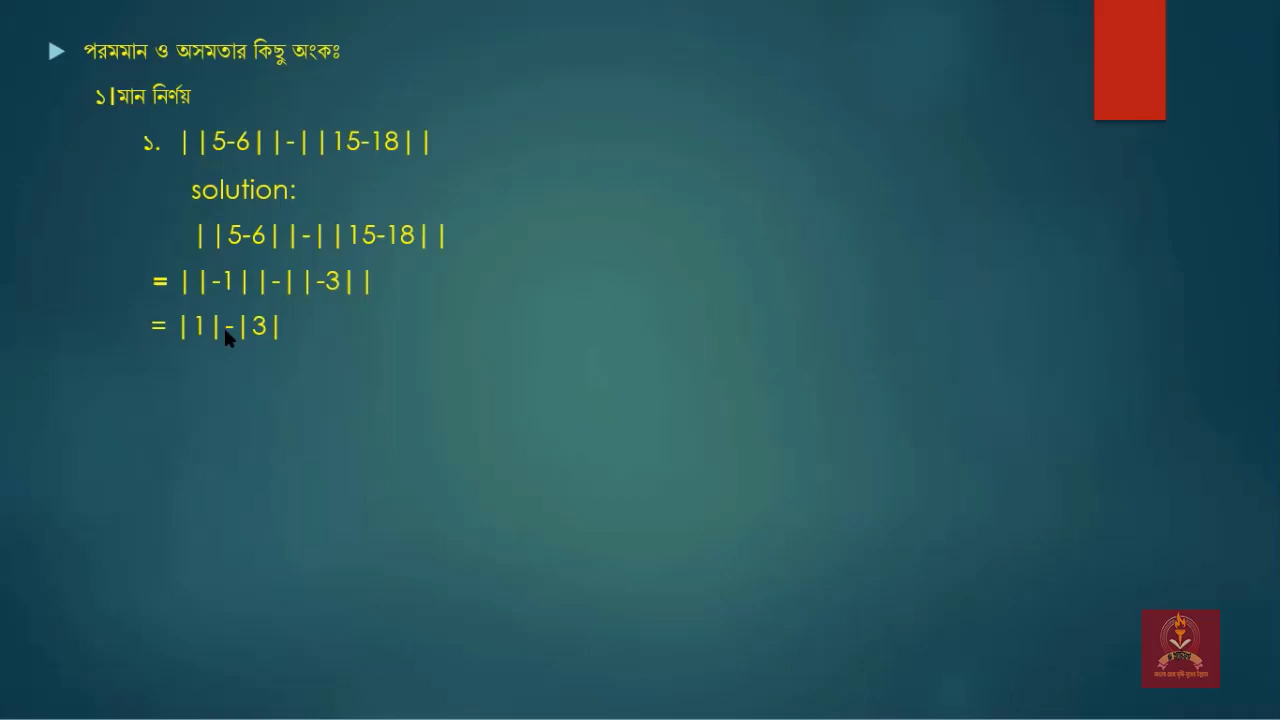 পরমমান ও অসমতার কিছু অংকঃ
১।মান নির্ণয়
১. ||5-6||-||15-18||
solution:
||5-6||-||15-18||
= ||-1||-||-3||
= |1|-|3|